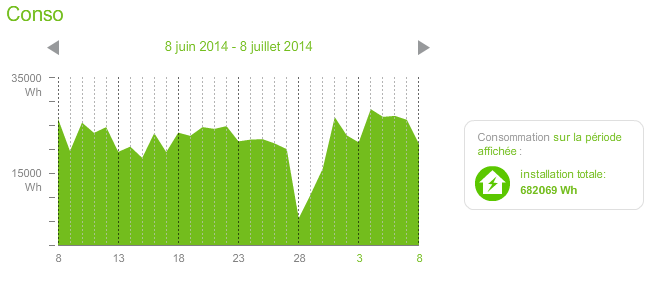 Conso
8 juin 2014 - 8 juillet 2014
35000
Wh
15000
Wh
8 13 18 23 28 3 8
Consommation sur la période
affichée :
installation totale:
682069 Wh